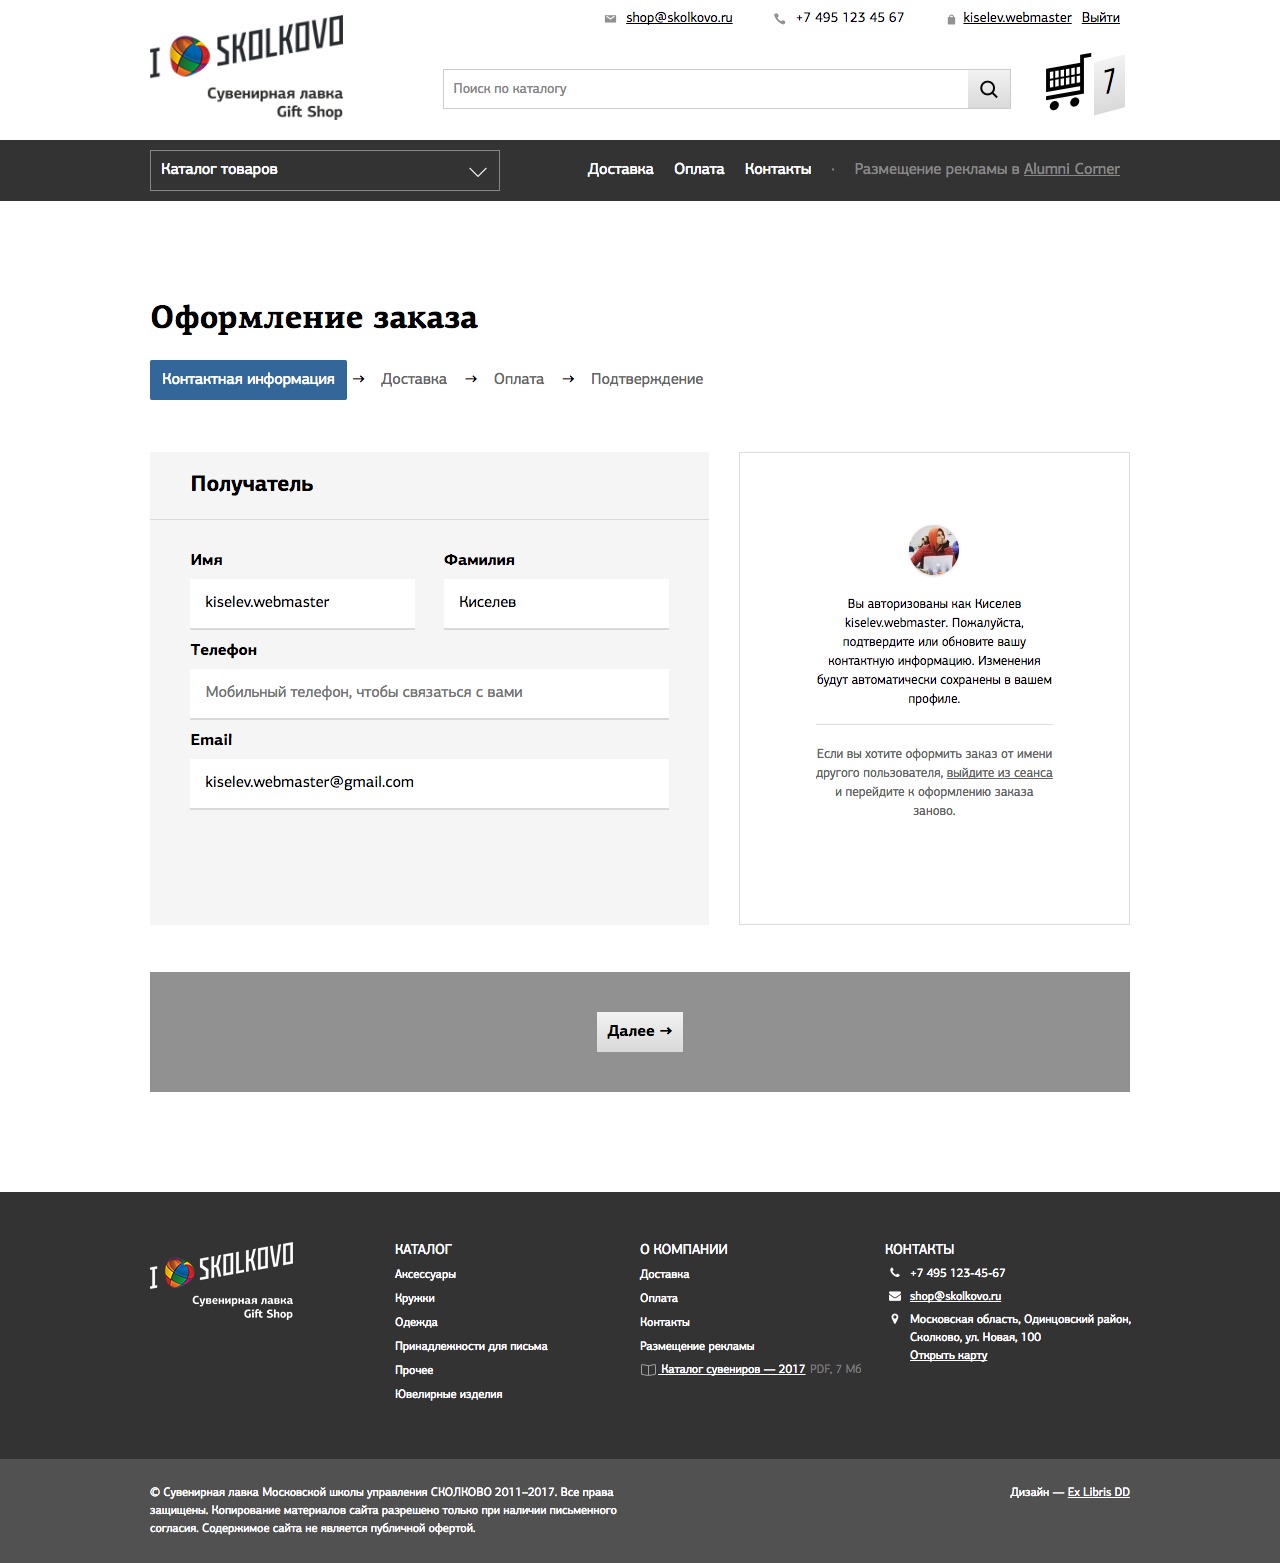 shop@skolkovo.ru
+7 495 123 45 67
kiselev.webmaster Выйти
I SKOLKOVO
Сувенирная лавка
Gift Shop
Поиск по каталогу
7
Каталог товаров
Доставка Оплата Контакты · Размещение рекламы в Alumni Corner
Оформление заказа
Контактная информация → Доставка → Оплата → Подтверждение
Получатель
Имя
Фамилия
kiselev.webmaster
Киселев
Телефон
Мобильный телефон, чтобы связаться с вами
Email
kiselev.webmaster@gmail.com
Вы авторизованы как Киселев
kiselev.webmaster. Пожалуйста,
подтвердите или обновите вашу
контактную информацию. Изменения
будут автоматически сохранены в вашем
профиле.
Если вы хотите оформить заказ от имени
другого пользователя, выйдите из сеанса
и перейдите к оформлению заказа
заново.
Далее →
I SKOLKOVO
Сувенирная лавка
Gift Shop
КАТАЛОГ
Аксессуары
Кружки
Одежда
Принадлежности для письма
Прочее
Ювелирные изделия
О КОМПАНИИ
Доставка
Оплата
Контакты
Размещение рекламы
Каталог сувениров — 2017 PDF, 7 Мб
КОНТАКТЫ
+7 495 123-45-67
shop@skolkovo.ru
Московская область, Одинцовский район,
Сколково, ул. Новая, 100
Открыть карту
© Сувенирная лавка Московской школы управления СКОЛКОВО 2011–2017. Все права
защищены. Копирование материалов сайта разрешено только при наличии письменного
согласия. Содержимое сайта не является публичной офертой.
Дизайн — Ex Libris DD